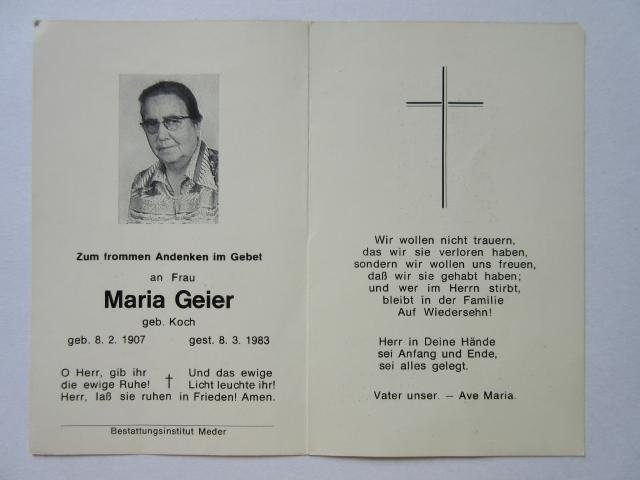 Zum frommen Andenken im Gebet
an Frau
Maria Geier
geb. Koch
geb. 8. 2. 1907 gest. 8. 3. 1983
O Herr, gib ihr Und das ewige
die ewige Ruhe! † Licht leuchte ihr!
Herr, laß sie ruhen in Frieden! Amen.
Bestattungsinstitut Meder
Wir wollen nicht trauern,
das wir sie verloren haben,
sondern wir wollen uns freuen,
daß wir sie gehabt haben;
und wer im Herrn stirbt,
bleibt in der Familie
Auf Wiedersehn!
Herr in Deine Hände
sei Anfang und Ende,
sei alles gelegt.
Vater unser. — Ave Maria.